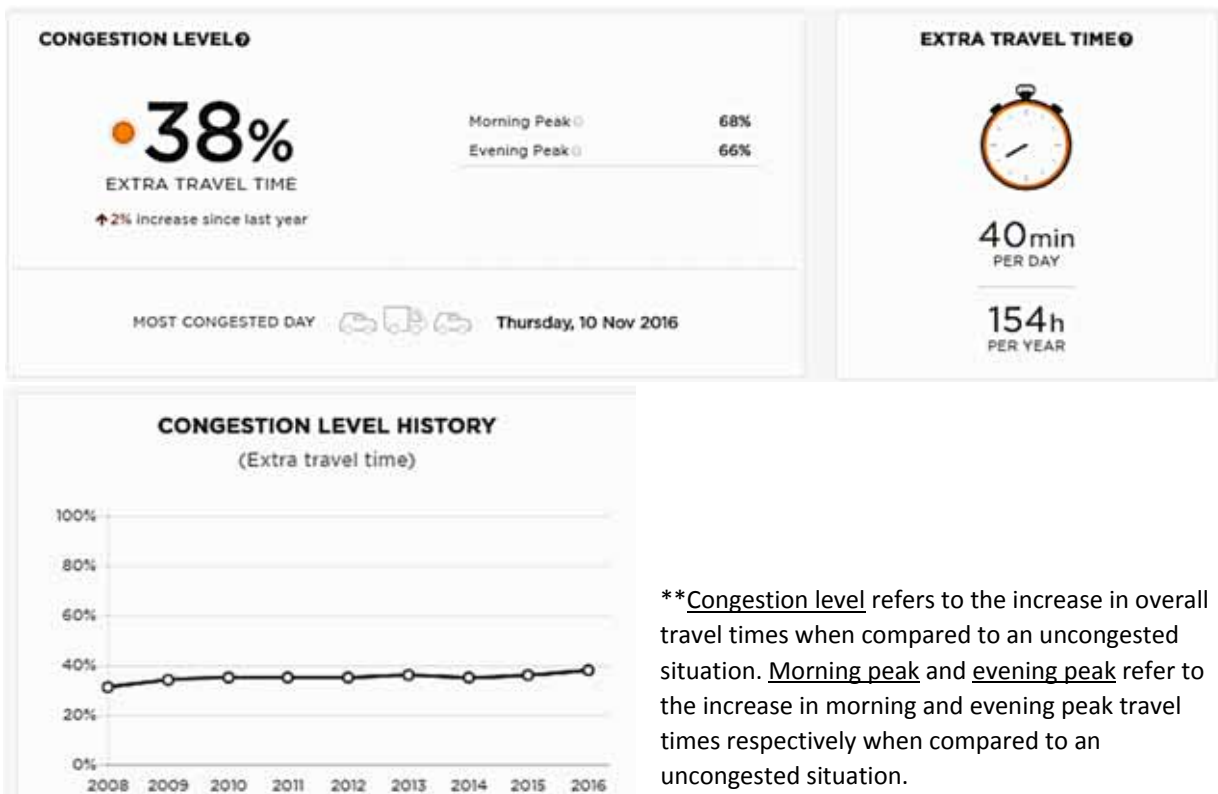 CONGESTION LEVEL?
38%
EXTRA TRAVEL TIME
↑2% increase since last year
Morning Peak 68%
Evening Peak 66%
MOST CONGESTED DAY Thursday, 10 Nov 2016
EXTRA TRAVEL TIME?
40min
PER DAY
154h
PER YEAR
CONGESTION LEVEL HISTORY
(Extra travel time)
100%
80%
60%
40%
20%
0%
2008 2009 2010 2011 2012 2013 2014 2015 2016
**Congestion level refers to the increase in overall
travel times when compared to an uncongested
situation. Morning peak and evening peak refer to
the increase in morning and evening peak travel
times respectively when compared to an
uncongested situation.